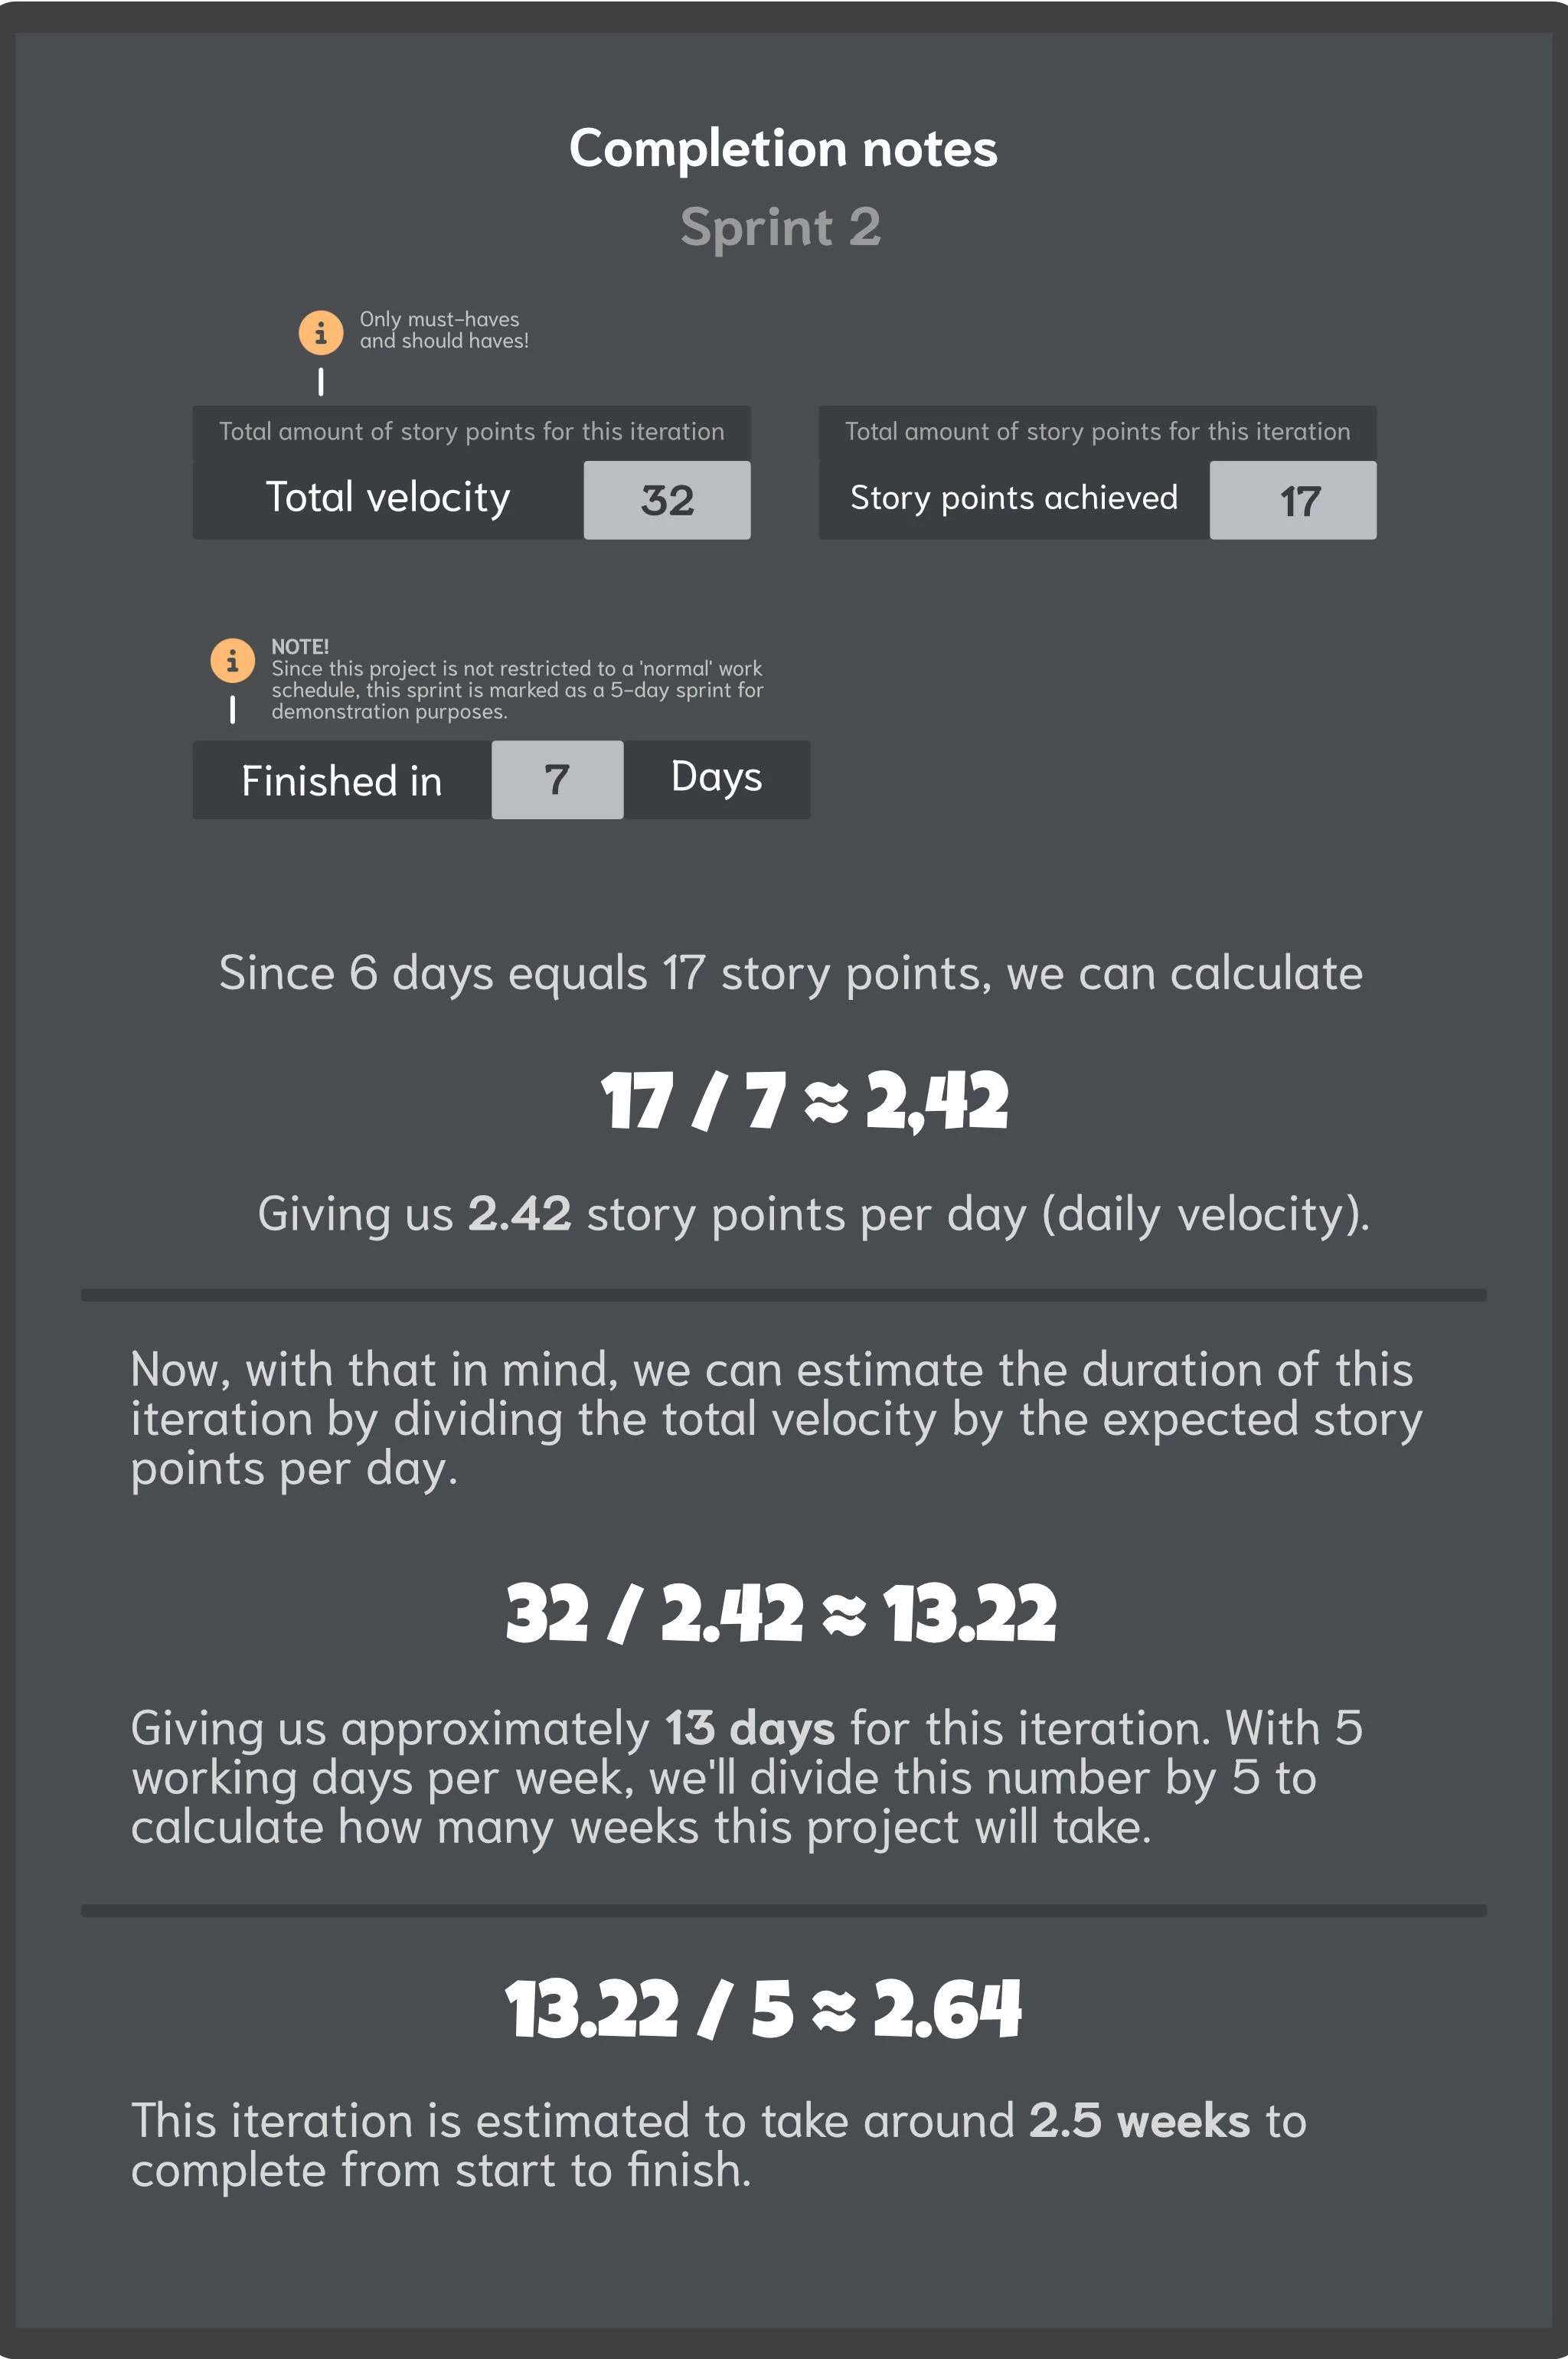 Completion notes
Sprint 2
Only must-haves
and should haves!
Total amount of story points for this iteration
Total velocity 32
Total amount of story points for this iteration
Story points achieved 17
NOTE!
Since this project is not restricted to a 'normal' work
schedule, this sprint is marked as a 5-day sprint for
demonstration purposes.
Finished in 7 Days
Since 6 days equals 17 story points, we can calculate
17 / 7 ≈ 2,42
Giving us 2.42 story points per day (daily velocity).
Now, with that in mind, we can estimate the duration of this
iteration by dividing the total velocity by the expected story
points per day.
32 / 2.42 ≈ 13.22
Giving us approximately 13 days for this iteration. With 5
working days per week, we'll divide this number by 5 to
calculate how many weeks this project will take.
13.22 / 5 ≈ 2.64
This iteration is estimated to take around 2.5 weeks to
complete from start to finish.